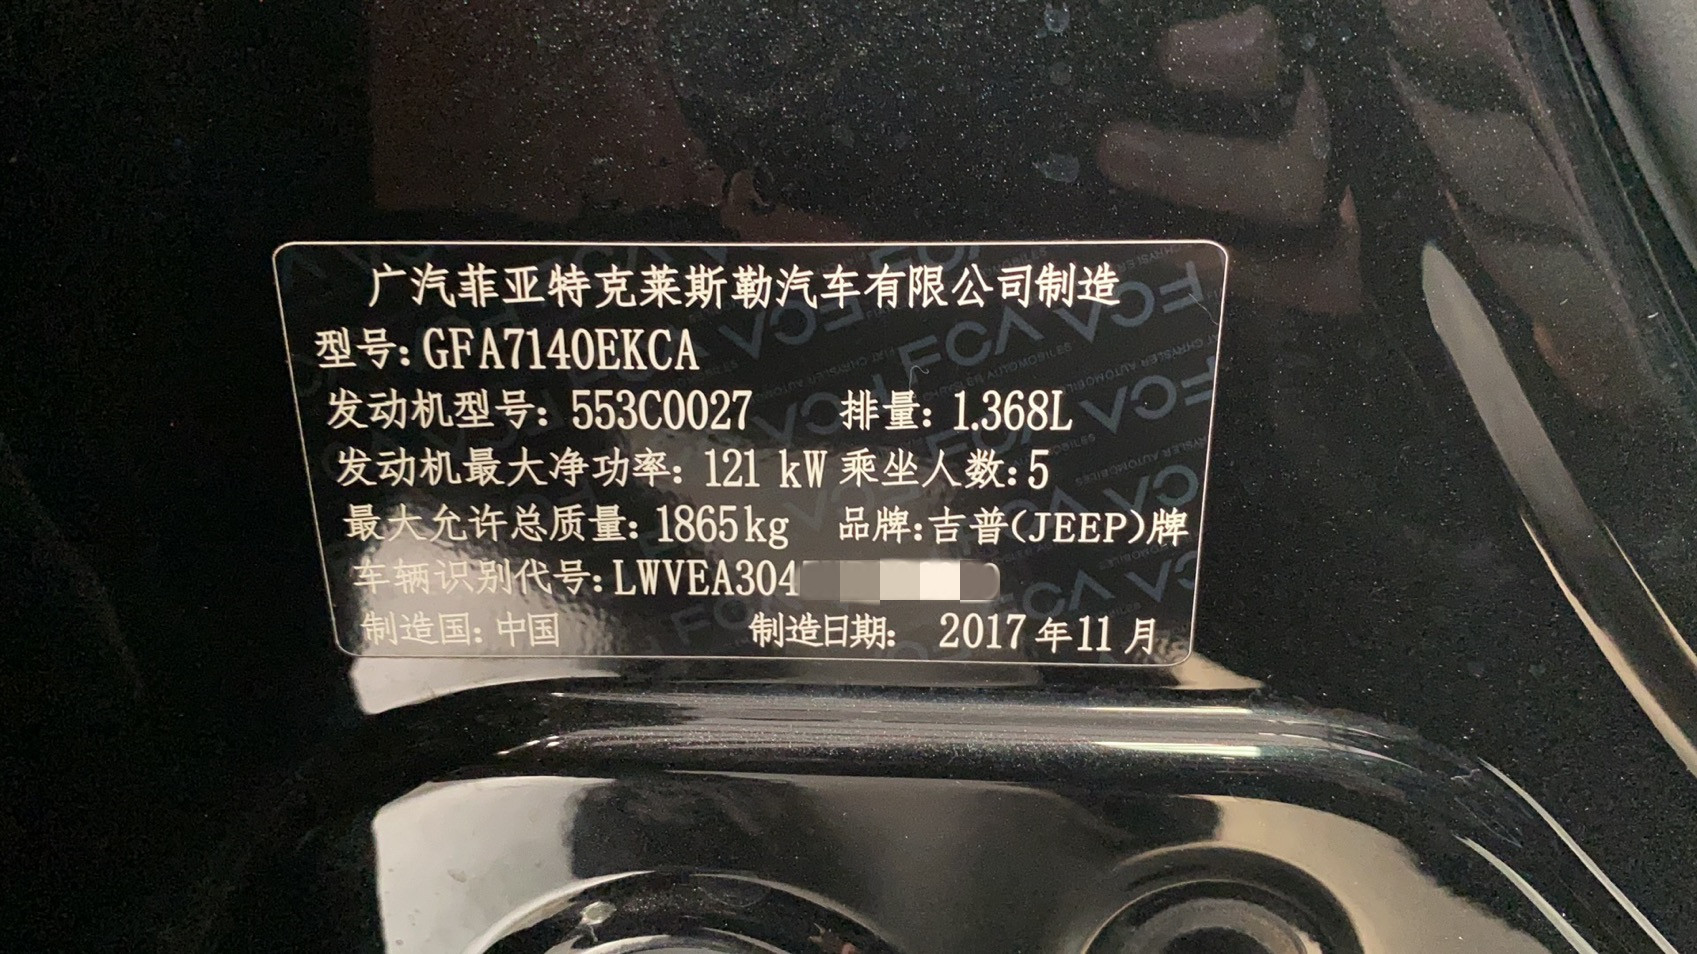 广汽菲亚特克莱斯勒汽车有限公司制造
型号:GFA7140EKCA
发动机型号:553C0027 排量:1.368L
发动机最大净功率:121 kW 乘坐人数:5
最大允许总质量:1865kg 品牌:吉普(JEEP)牌
车辆识别代号:LWVEA304
制造国:中国 制造日期: 2017年11月